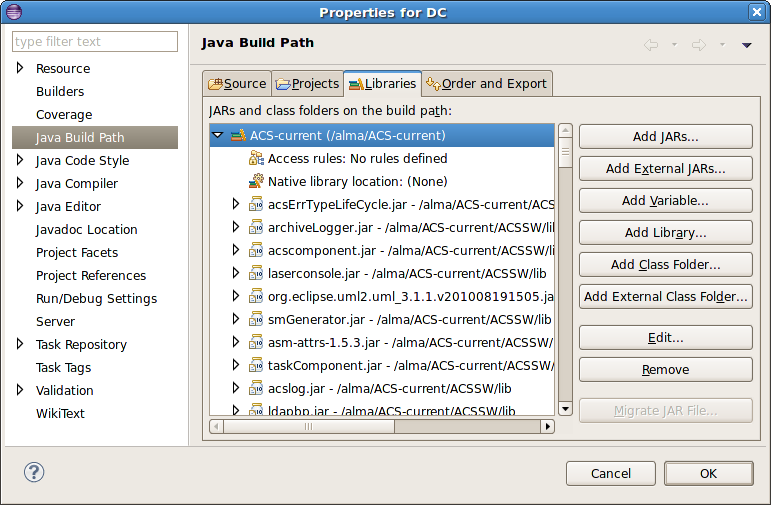 Properties for DC
type filter text
Resource
Builders
Coverage
Java Build Path
Java Code Style
Java Compiler
Java Editor
Javadoc Location
Project Facets
Project References
Run/Debug Settings
Server
Task Repository
Task Tags
Validation
WikiText
Java Build Path
Source Projects Libraries Order and Export
JARs and class folders on the build path:
ACS-current (/alma/ACS-current)
Access rules: No rules defined
Native library location: (None)
acsErrTypeLifeCycle.jar - /alma/ACS-current/ACS
archiveLogger.jar - /alma/ACS-current/ACSSW/li
acscomponent.jar - /alma/ACS-current/ACSSW/li
laserconsole.jar - /alma/ACS-current/ACSSW/lib
org.eclipse.uml2.uml_3.1.1.v201008191505.ja
smGenerator.jar - /alma/ACS-current/ACSSW/lib
asm-attrs-1.5.3.jar - /alma/ACS-current/ACSSW/
taskComponent.jar - /alma/ACS-current/ACSSW/
acslog.jar - /alma/ACS-current/ACSSW/lib
ldapbp.jar - /alma/ACS-current/ACSSW/lib
Add JARs...
Add External JARs...
Add Variable...
Add Library...
Add Class Folder...
Add External Class Folder...
Edit...
Remove
Migrate JAR File...
Cancel
OK